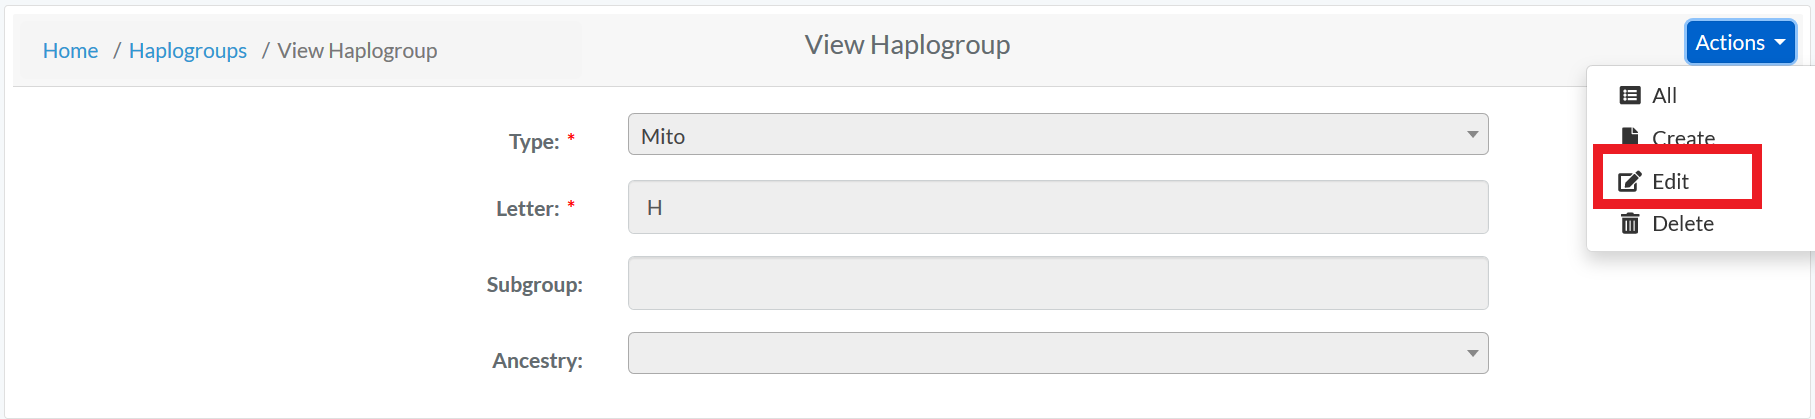 Home / Haplogroups / View Haplogroup
View Haplogroup
Actions
All
Create
Edit
Delete
Type: *
Mito
Letter: *
H
Subgroup:
Ancestry: